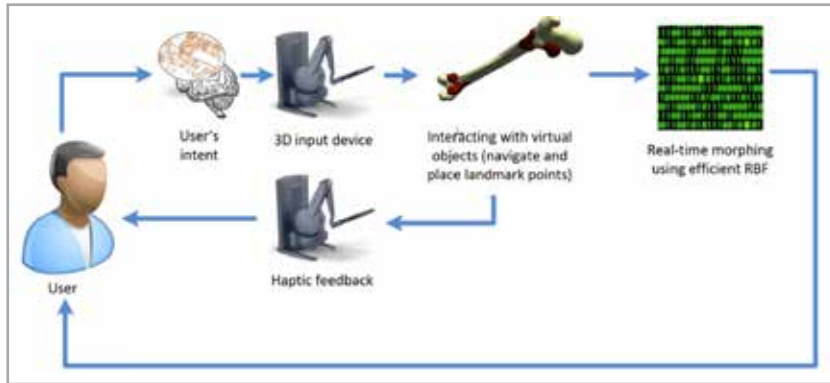 User's
intent
3D input device
Interacting with virtual
objects (navigate and
place landmark points)
Real-time morphing
using efficient RBF
Haptic feedback
User